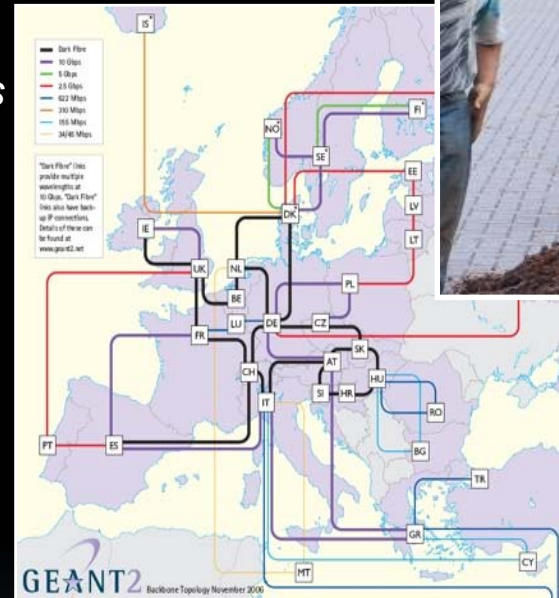 s
IS*
Dark Fibre
10 Gbps
5 Gbps
2.5 Gbps
622 Mbps
310 Mbps
155 Mbps
34/45 Mbps
"Dark Fibre" links
provide multiple
wavelengths at
10 Gbps. "Dark Fibre"
links also have back-
up IP connections.
Details of these can
be found at
www.geant2.net
NO*
FI*
SE*
EE
LV
DK*
LT
IE
UK
NL
PL
BE
LU
DE
CZ
FR
SK
AT
CH
HU
IT
SI
HR
RO
PT
ES
BG
TR
GR
CY
MT
GEANT2 Backbone Topology November 2006